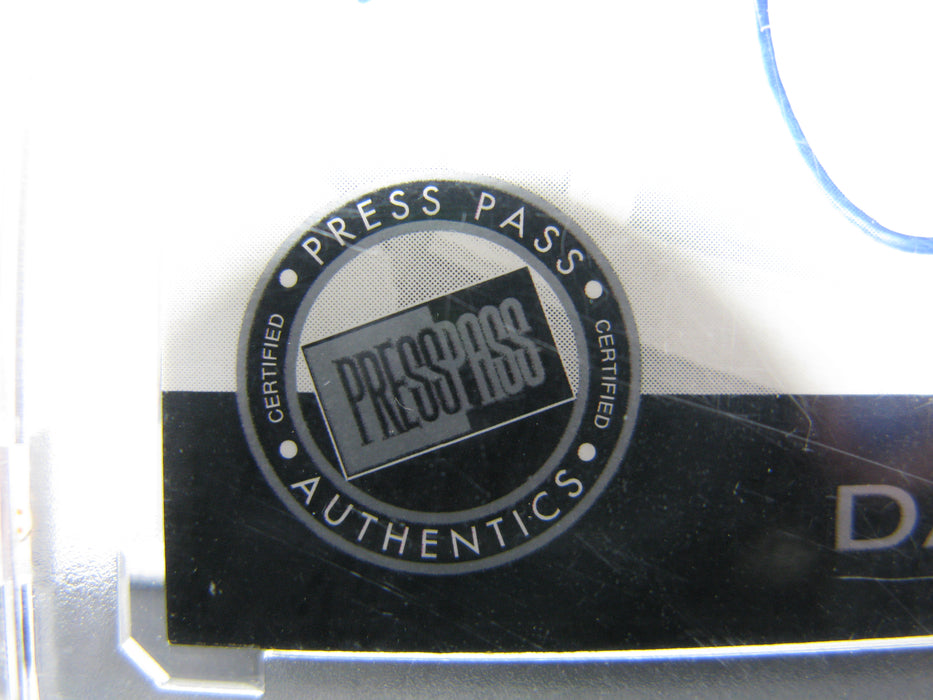 PRESS PASS
CERTIFIED
PRESSPASS
CERTIFIED
AUTHENTICS